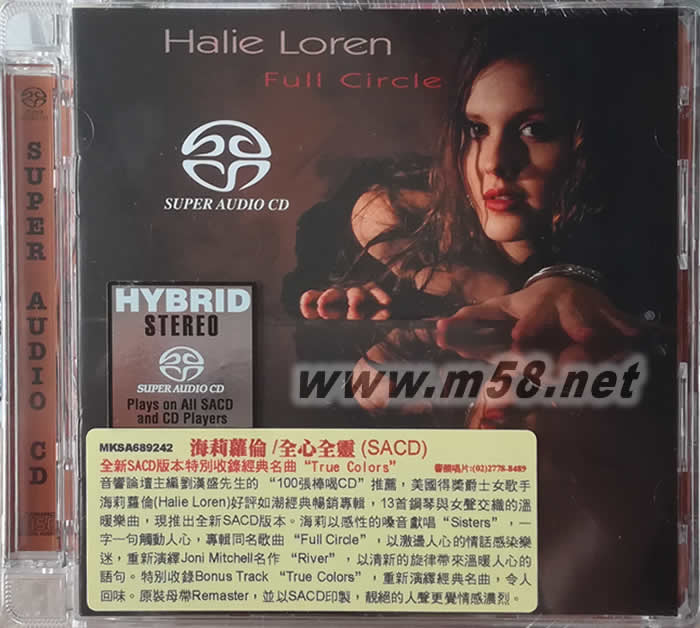 Halie Loren
Full Circle
SUPER AUDIO CD
SUPER AUDIO CD
HYBRID
STEREO
SUPER AUDIO CD
Plays on All SACD
and CD Players
www.m58.net
MKSA689242 海莉蘿倫/全心全靈(SACD)
全新SACD版本特別收錄經典名曲“True Colors” 音樂唱片:(02)2778-8489
音響論壇主編劉漢盛先生的“100張棒喝CD”推薦,美國得獎爵士女歌手
海莉蘿倫(Halie Loren)好評如潮經典暢銷專輯,13首鋼琴與女聲交織的溫
暖樂曲,現推出全新SACD版本。海莉以感性的嗓音獻唱“Sisters”,一
字一句觸動人心,專輯同名歌曲“Full Circle”,以激邊人心的情話感染樂
迷,重新演繹Joni Mitchell名作“River”,以清新的旋律帶來溫暖人心的
語句。特別收錄Bonus Track“True Colors”,重新演繹經典名曲,令人
回味。原裝母帶Remaster,並以SACD印製,靚絕的人聲更覺情感濃烈。